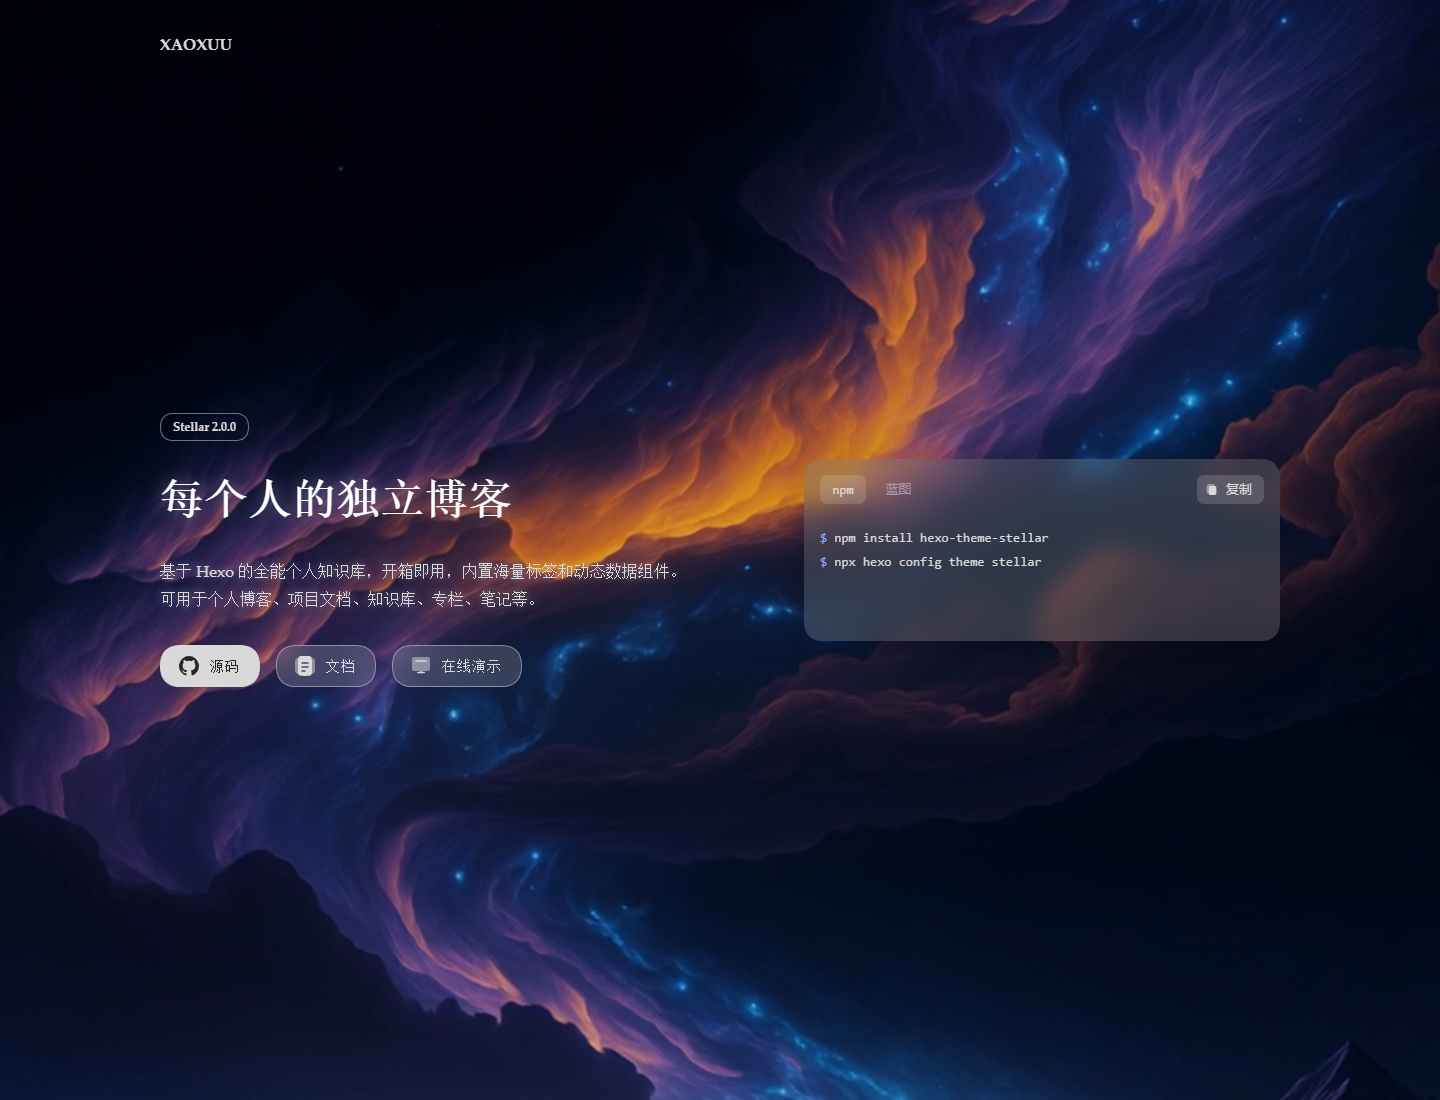 XAOXUU
Stellar 2.0.0
每个人的独立博客
基于 Hexo 的全能个人知识库，开箱即用，内置海量标签和动态数据组件。
可用于个人博客、项目文档、知识库、专栏、笔记等。
源码
文档
在线演示
npm
蓝图
复制
$ npm install hexo-theme-stellar
$ npx hexo config theme stellar